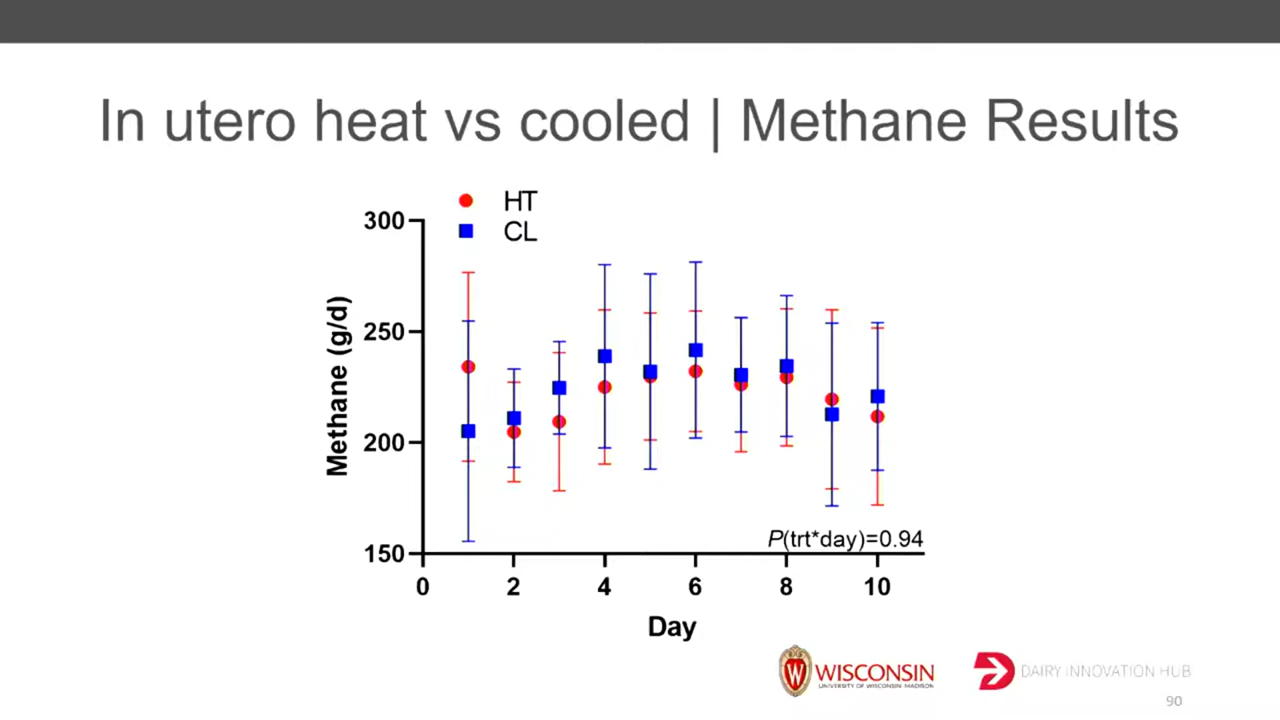 In utero heat vs cooled | Methane Results
HT
CL
300
250
200
150
Methane (g/d)
P(trt*day)=0.94
0 2 4 6 8 10
Day
WISCONSIN
UNIVERSITY OF WISCONSIN-MADISON
DAIRY INNOVATION HUB
90